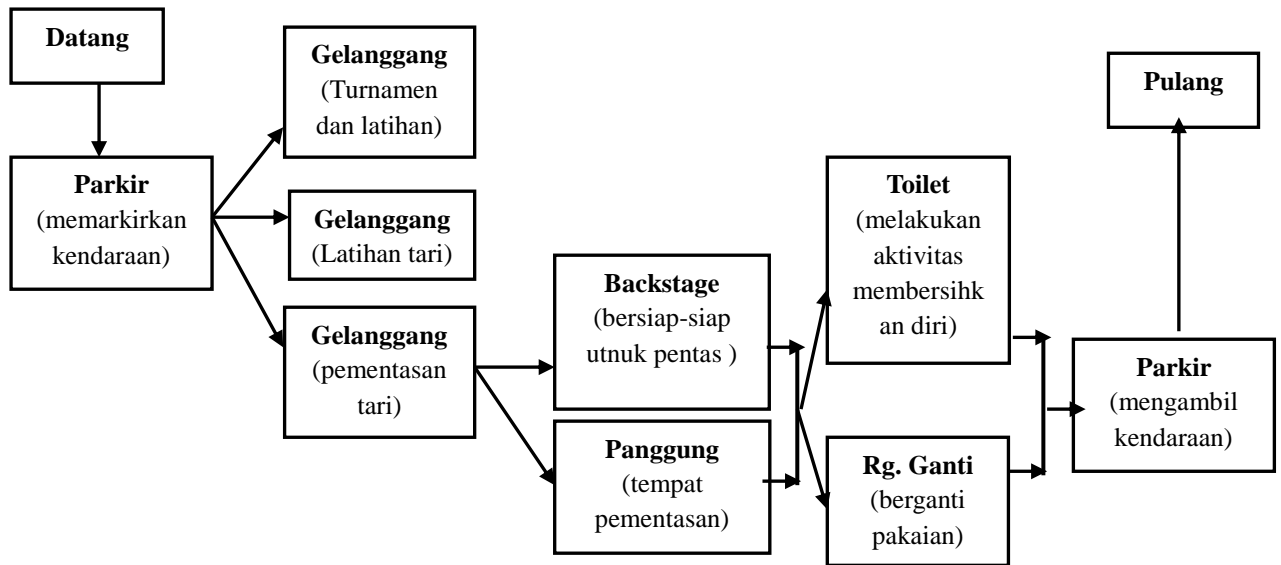 Datang
Parkir
(memarkirkan
kendaraan)
Gelanggang
(Turnamen
dan latihan)
Gelanggang
(Latihan tari)
Gelanggang
(pementasan
tari)
Backstage
(bersiap-siap
utnuk pentas )
Panggung
(tempat
pementasan)
Toilet
(melakukan
aktivitas
membersihk
an diri)
Rg. Ganti
(berganti
pakaian)
Parkir
(mengambil
kendaraan)
Pulang